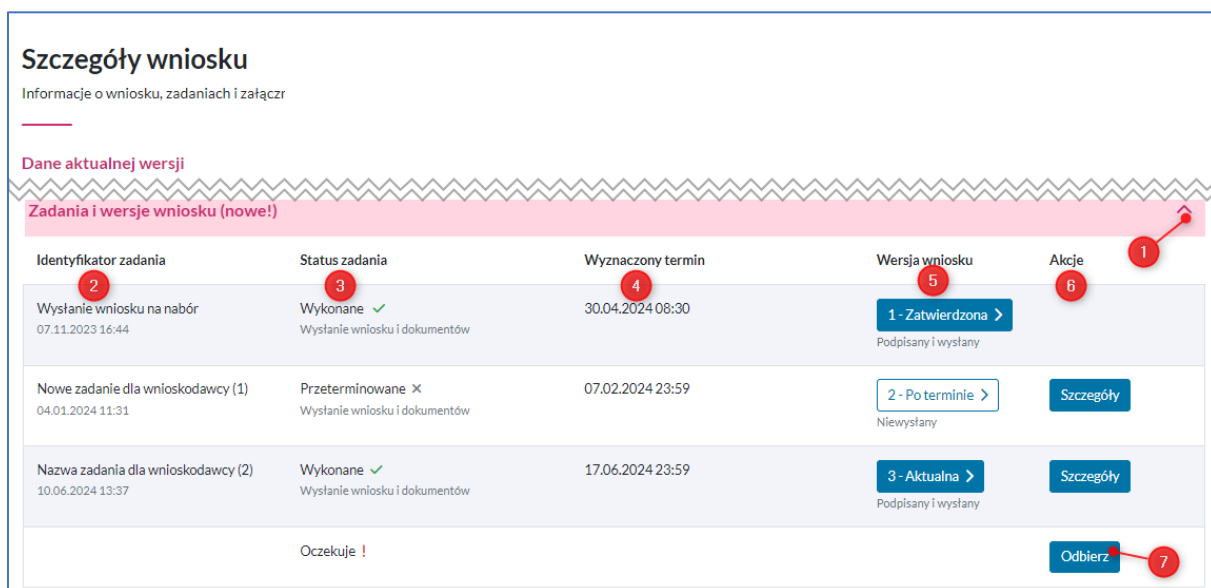 Szczegóły wniosku
Informacje o wniosku, zadaniach i załączr
Dane aktualnej wersji
Zadania i wersje wniosku (nowe!)
1
Identyfikator zadania Status zadania Wyznaczony termin Wersja wniosku Akcje
2 3 4 5 6
Wysłanie wniosku na nabór Wykonane 30.04.2024 08:30 1 - Zatwierdzona
07.11.2023 16:44 Wysłanie wniosku i dokumentów Podpisany i wysłany
Nowe zadanie dla wnioskodawcy (1) Przeterminowane 07.02.2024 23:59 2 - Po terminie Szczegóły
04.01.2024 11:31 Wysłanie wniosku i dokumentów Niewysłany
Nazwa zadania dla wnioskodawcy (2) Wykonane 17.06.2024 23:59 3 - Aktualna Szczegóły
10.06.2024 13:37 Wysłanie wniosku i dokumentów Podpisany i wysłany
Oczekuje ! Odbierz 7